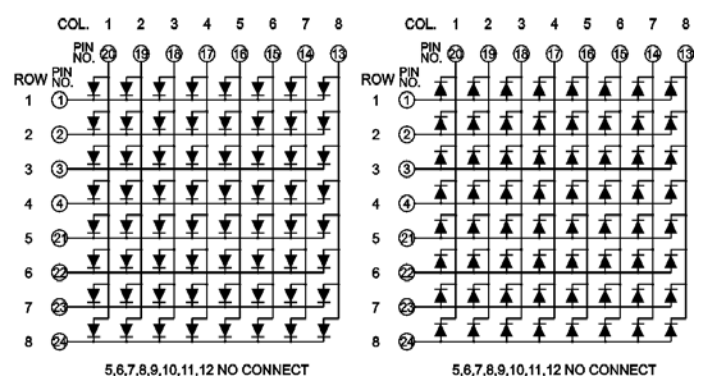 COL. 1 2 3 4 5 6 7 8
PIN NO. 20 19 18 17 16 15 14 13
ROW PIN NO.
1 1
2 2
3 3
4 4
5 21
6 22
7 23
8 24
5,6,7,8,9,10,11,12 NO CONNECT
COL. 1 2 3 4 5 6 7 8
PIN NO. 20 19 18 17 16 15 14 13
ROW PIN NO.
1 1
2 2
3 3
4 4
5 21
6 22
7 23
8 24
5,6,7,8,9,10,11,12 NO CONNECT